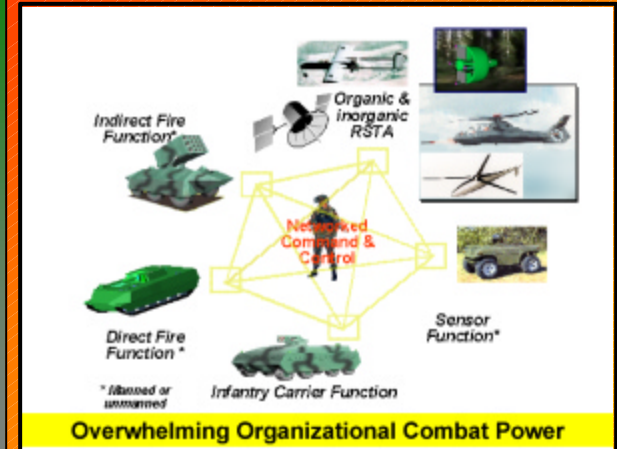 Organic &
inorganic
RSTA
Indirect Fire
Function*
Networked
Command &
Control
Sensor
Function*
Direct Fire
Function *
* Manned or
unmanned
Infantry Carrier Function
Overwhelming Organizational Combat Power